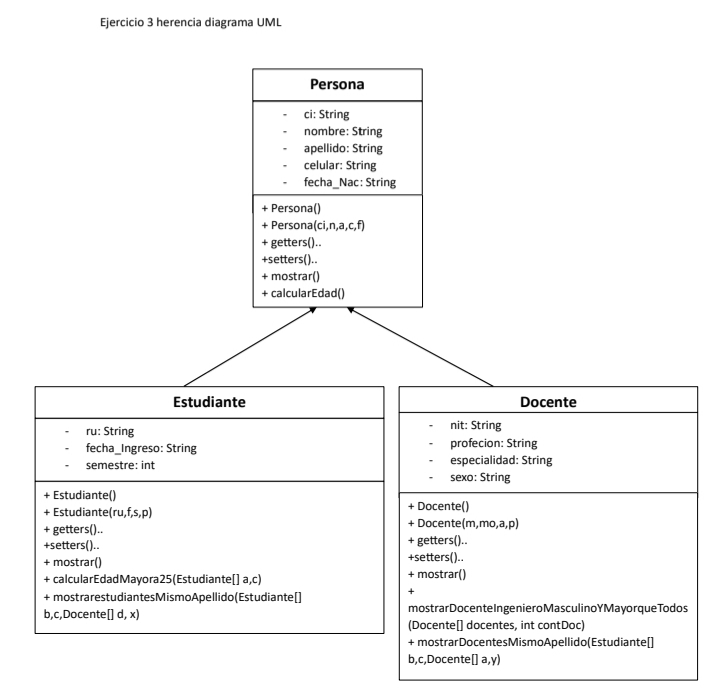 Ejercicio 3 herencia diagrama UML
Persona
- ci: String
- nombre: String
- apellido: String
- celular: String
- fecha_Nac: String
+ Persona()
+ Persona(ci,n,a,c,f)
+ getters()..
+setters()..
+ mostrar()
+ calcularEdad()
Estudiante
- ru: String
- fecha_Ingreso: String
- semestre: int
+ Estudiante()
+ Estudiante(ru,f,s,p)
+ getters()..
+setters()..
+ mostrar()
+ calcularEdadMayora25(Estudiante[] a,c)
+ mostrarestudiantesMismoApellido(Estudiante[]
b,c,Docente[] d, x)
Docente
- nit: String
- profecion: String
- especialidad: String
- sexo: String
+ Docente()
+ Docente(m,mo,a,p)
+ getters()..
+setters()..
+ mostrar()
+
mostrarDocenteIngenieroMasculinoYMayorqueTodos
(Docente[] docentes, int contDoc)
+ mostrarDocentesMismoApellido(Estudiante[]
b,c,Docente[] a,y)